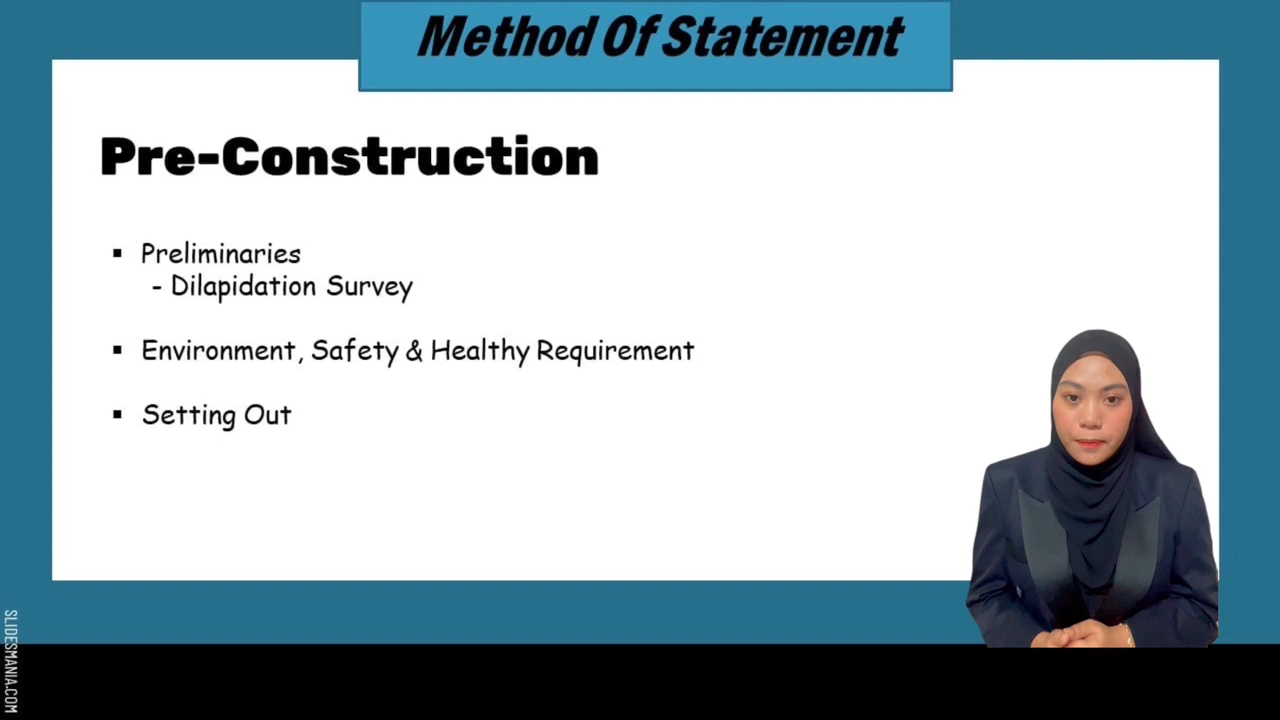 Method Of Statement
Pre-Construction
▪ Preliminaries
- Dilapidation Survey
▪ Environment, Safety & Healthy Requirement
▪ Setting Out
SLIDESMANIA.COM